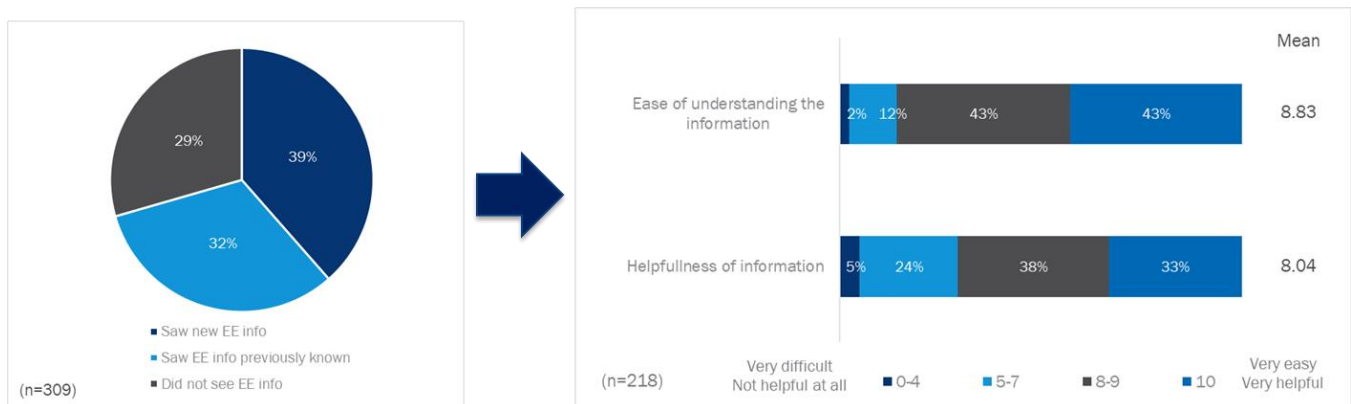 29%
39%
32%
Saw new EE info
Saw EE info previously known
Did not see EE info
(n=309)
Mean
Ease of understanding the
information
2% 12% 43% 43% 8.83
Helpfullness of information
5% 24% 38% 33% 8.04
(n=218)
Very difficult
Not helpful at all
0-4 5-7 8-9 10
Very easy
Very helpful